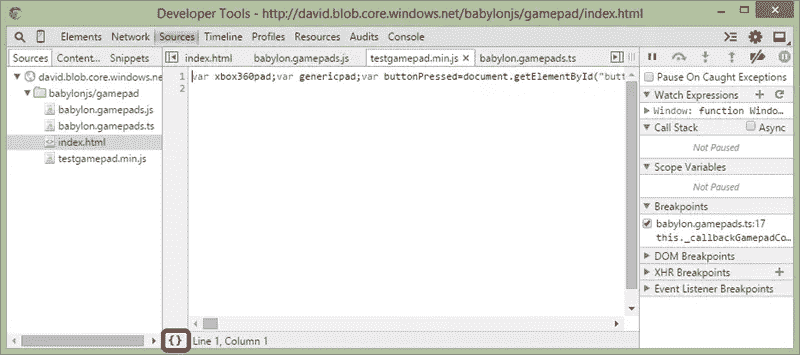 Developer Tools - http://david.blob.core.windows.net/babylonjs/gamepad/index.html
Elements Network Sources Timeline Profiles Resources Audits Console
Sources Content... Snippets
index.html babylon.gamepads.js testgamepad.min.js × babylon.gamepads.ts
david.blob.core.windows.ne
babylonjs/gamepad
babylon.gamepads.js
babylon.gamepads.ts
index.html
testgamepad.min.js
1 var xbox360pad;var genericpad;var buttonPressed=document.getElementById("butt
2
{} Line 1, Column 1
Pause On Caught Exceptions
Watch Expressions
Window: function Windo...
Call Stack Async
Not Paused
Scope Variables
Not Paused
Breakpoints
babylon.gamepads.ts:17
this._callbackGamepadCo...
DOM Breakpoints
XHR Breakpoints
Event Listener Breakpoints